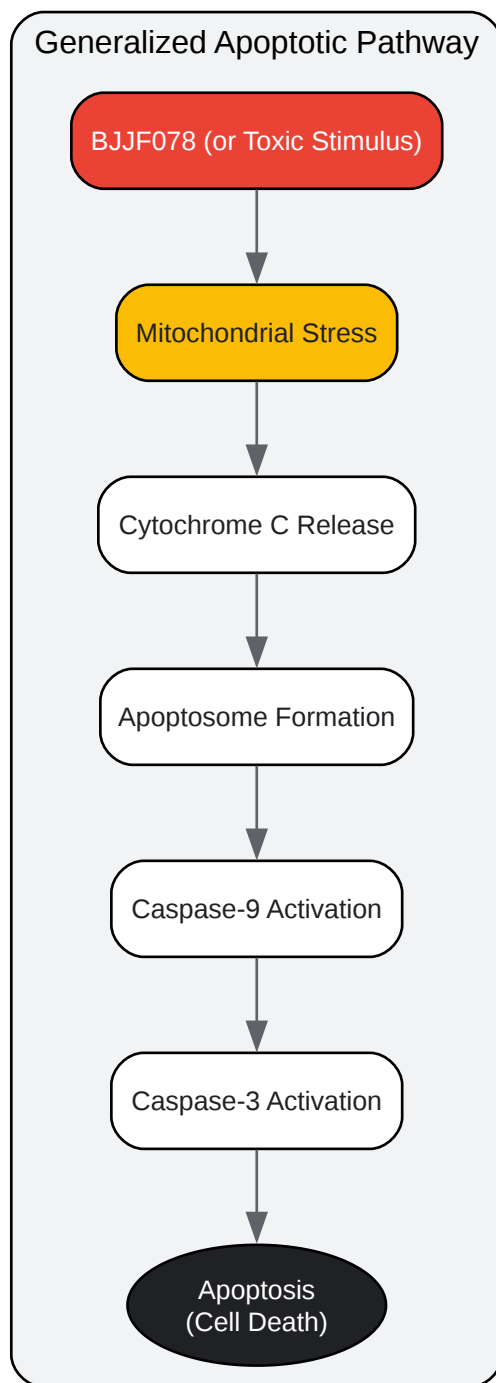 Generalized Apoptotic Pathway
BJJF078 (or Toxic Stimulus)
Mitochondrial Stress
Cytochrome C Release
Apoptosome Formation
Caspase-9 Activation
Caspase-3 Activation
Apoptosis
(Cell Death)